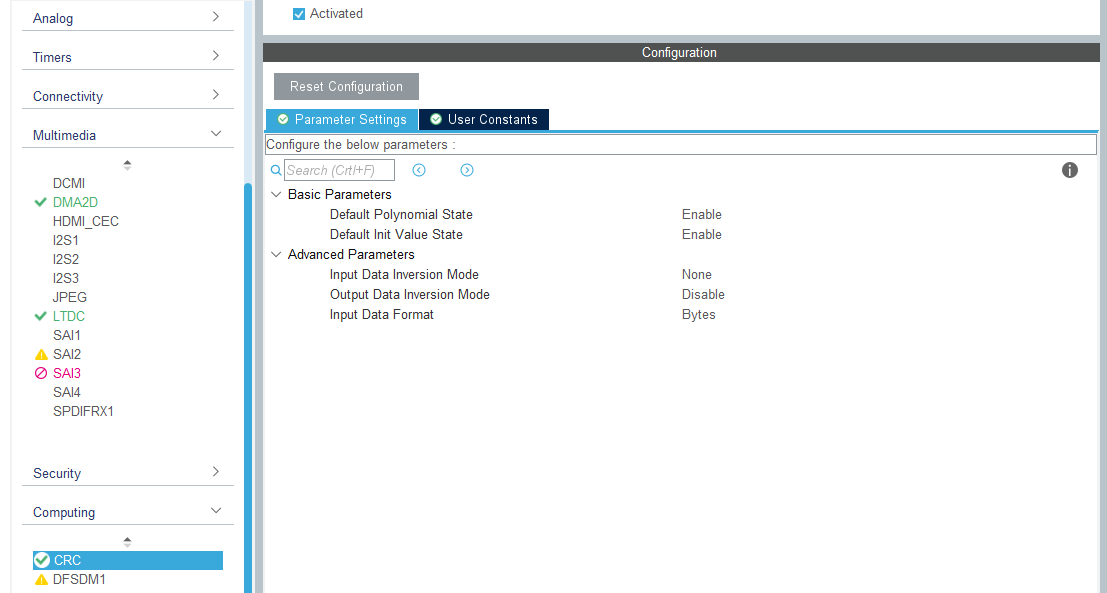 Analog
Timers
Connectivity
Multimedia
DCMI
DMA2D
HDMI_CEC
I2S1
I2S2
I2S3
JPEG
LTDC
SAI1
SAI2
SAI3
SAI4
SPDIFRX1
Security
Computing
CRC
DFSDM1
Activated
Configuration
Reset Configuration
Parameter Settings
User Constants
Configure the below parameters :
Search (Crtl+F)
Basic Parameters
Default Polynomial State Enable
Default Init Value State Enable
Advanced Parameters
Input Data Inversion Mode None
Output Data Inversion Mode Disable
Input Data Format Bytes